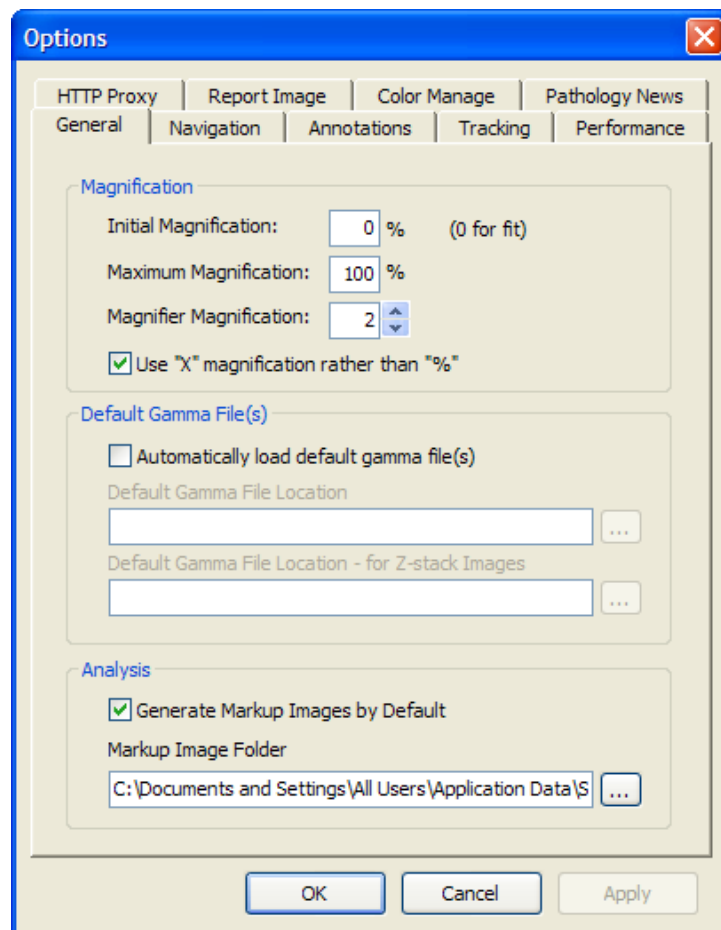 Options
HTTP Proxy Report Image Color Manage Pathology News
General Navigation Annotations Tracking Performance
Magnification
Initial Magnification: 0 % (0 for fit)
Maximum Magnification: 100 %
Magnifier Magnification: 2
Use "X" magnification rather than "%"
Default Gamma File(s)
Automatically load default gamma file(s)
Default Gamma File Location
...
Default Gamma File Location - for Z-stack Images
...
Analysis
Generate Markup Images by Default
Markup Image Folder
C:\Documents and Settings\All Users\Application Data\S ...
OK Cancel Apply